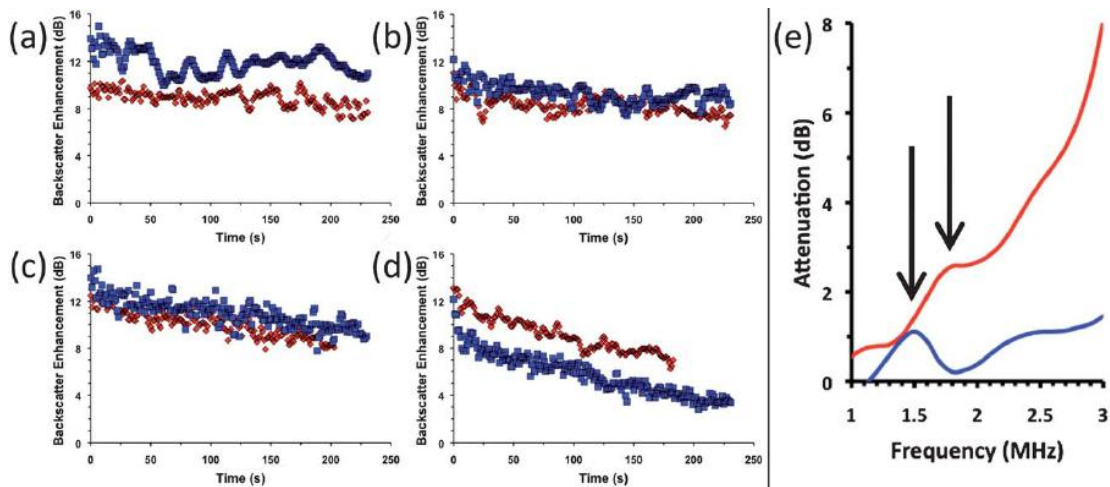 (a)
Backscatter Enhancement (dB)
16
12
8
4
0
0 50 100 150 200 250
Time (s)
(b)
Backscatter Enhancement (dB)
16
12
8
4
0
0 50 100 150 200 250
Time (s)
(c)
Backscatter Enhancement (dB)
16
12
8
4
0
0 50 100 150 200 250
Time (s)
(d)
Backscatter Enhancement (dB)
16
12
8
4
0
0 50 100 150 200 250
Time (s)
(e)
Attenuation (dB)
8
6
4
2
0
1 1.5 2 2.5 3
Frequency (MHz)